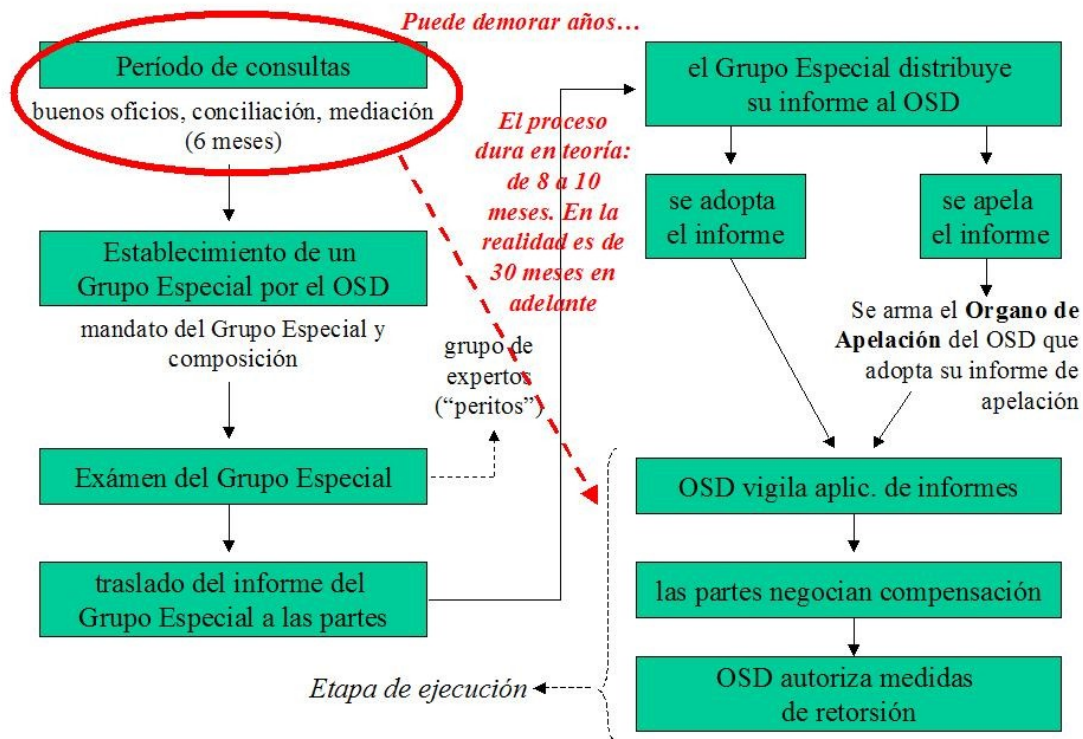 Puede demorar años…
Período de consultas
buenos oficios, conciliación, mediación
(6 meses)
Establecimiento de un
Grupo Especial por el OSD
mandato del Grupo Especial y
composición
Exámen del Grupo Especial
grupo de
expertos
(“peritos”)
traslado del informe del
Grupo Especial a las partes
El proceso
dura en teoría:
de 8 a 10
meses. En la
realidad es de
30 meses en
adelante
el Grupo Especial distribuye
su informe al OSD
se adopta
el informe
se apela
el informe
Se arma el Organo de
Apelación del OSD que
adopta su informe de
apelación
OSD vigila aplic. de informes
las partes negocian compensación
OSD autoriza medidas
de retorsión
Etapa de ejecución